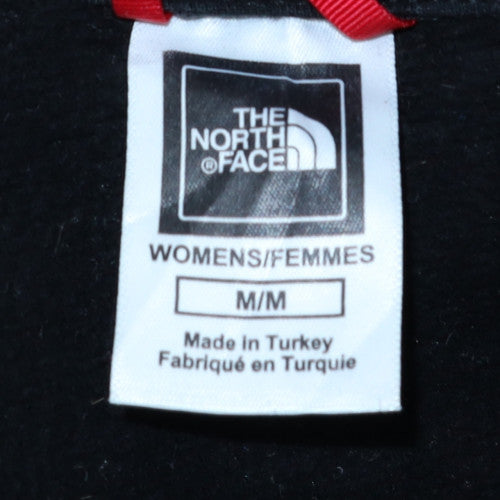 THE
NORTH
®FACE
WOMENS/FEMMES
M/M
Made in Turkey
Fabriqué en Turquie